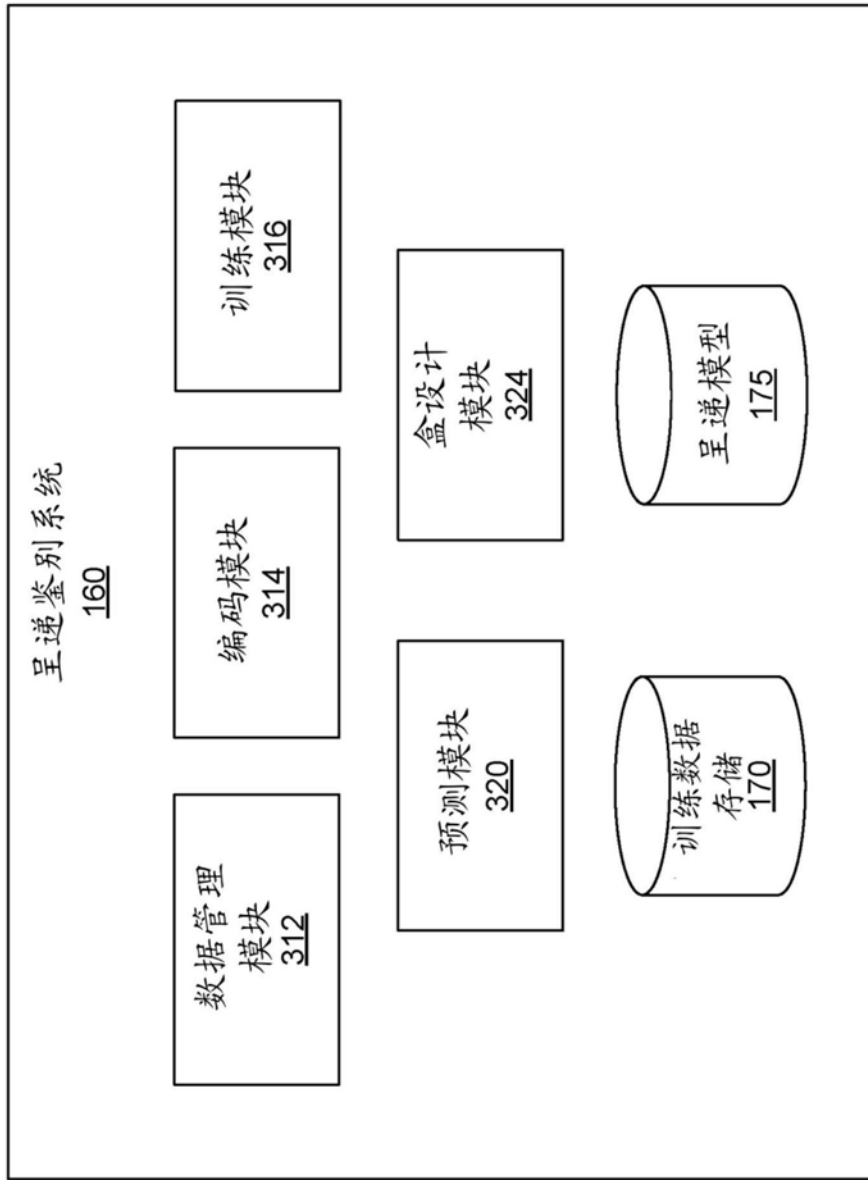 呈递鉴别系统
160
数据管理
模块
312
编码模块
314
训练模块
316
预测模块
320
盒设计
模块
324
训练数据
存储
170
呈递模型
175